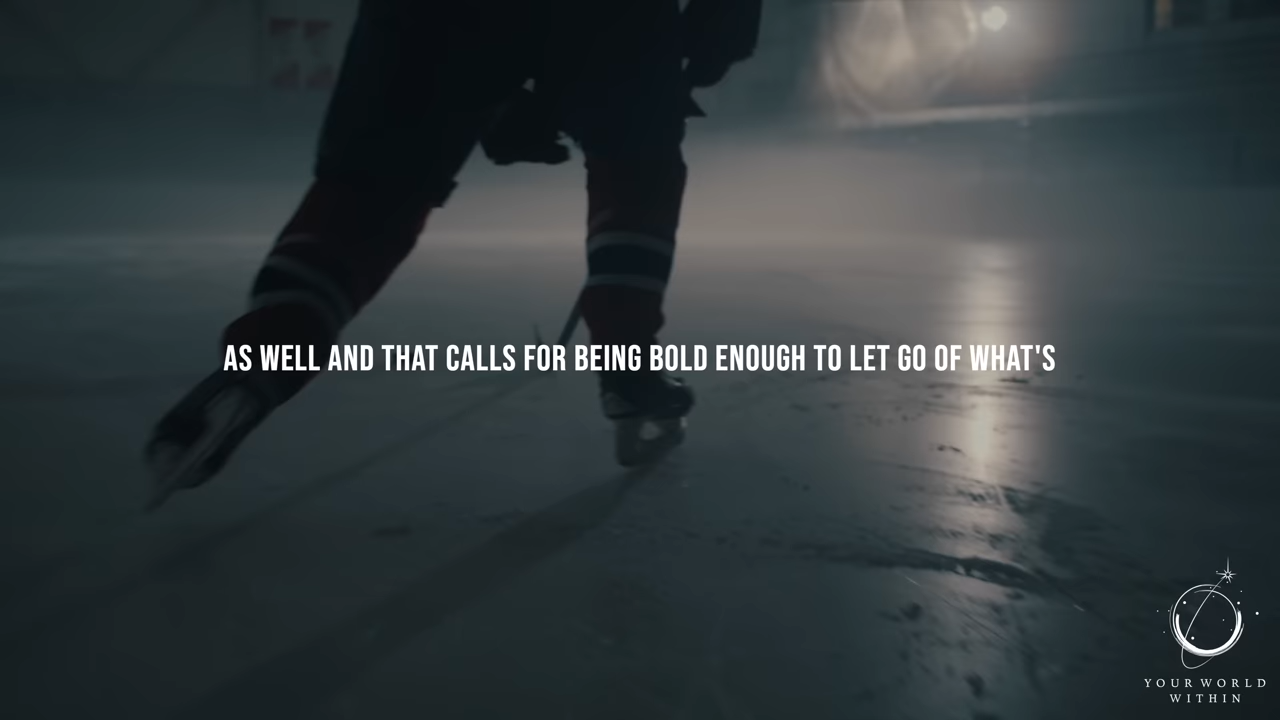 AS WELL AND THAT CALLS FOR BEING BOLD ENOUGH TO LET GO OF WHAT'S
YOUR WORLD
WITHIN